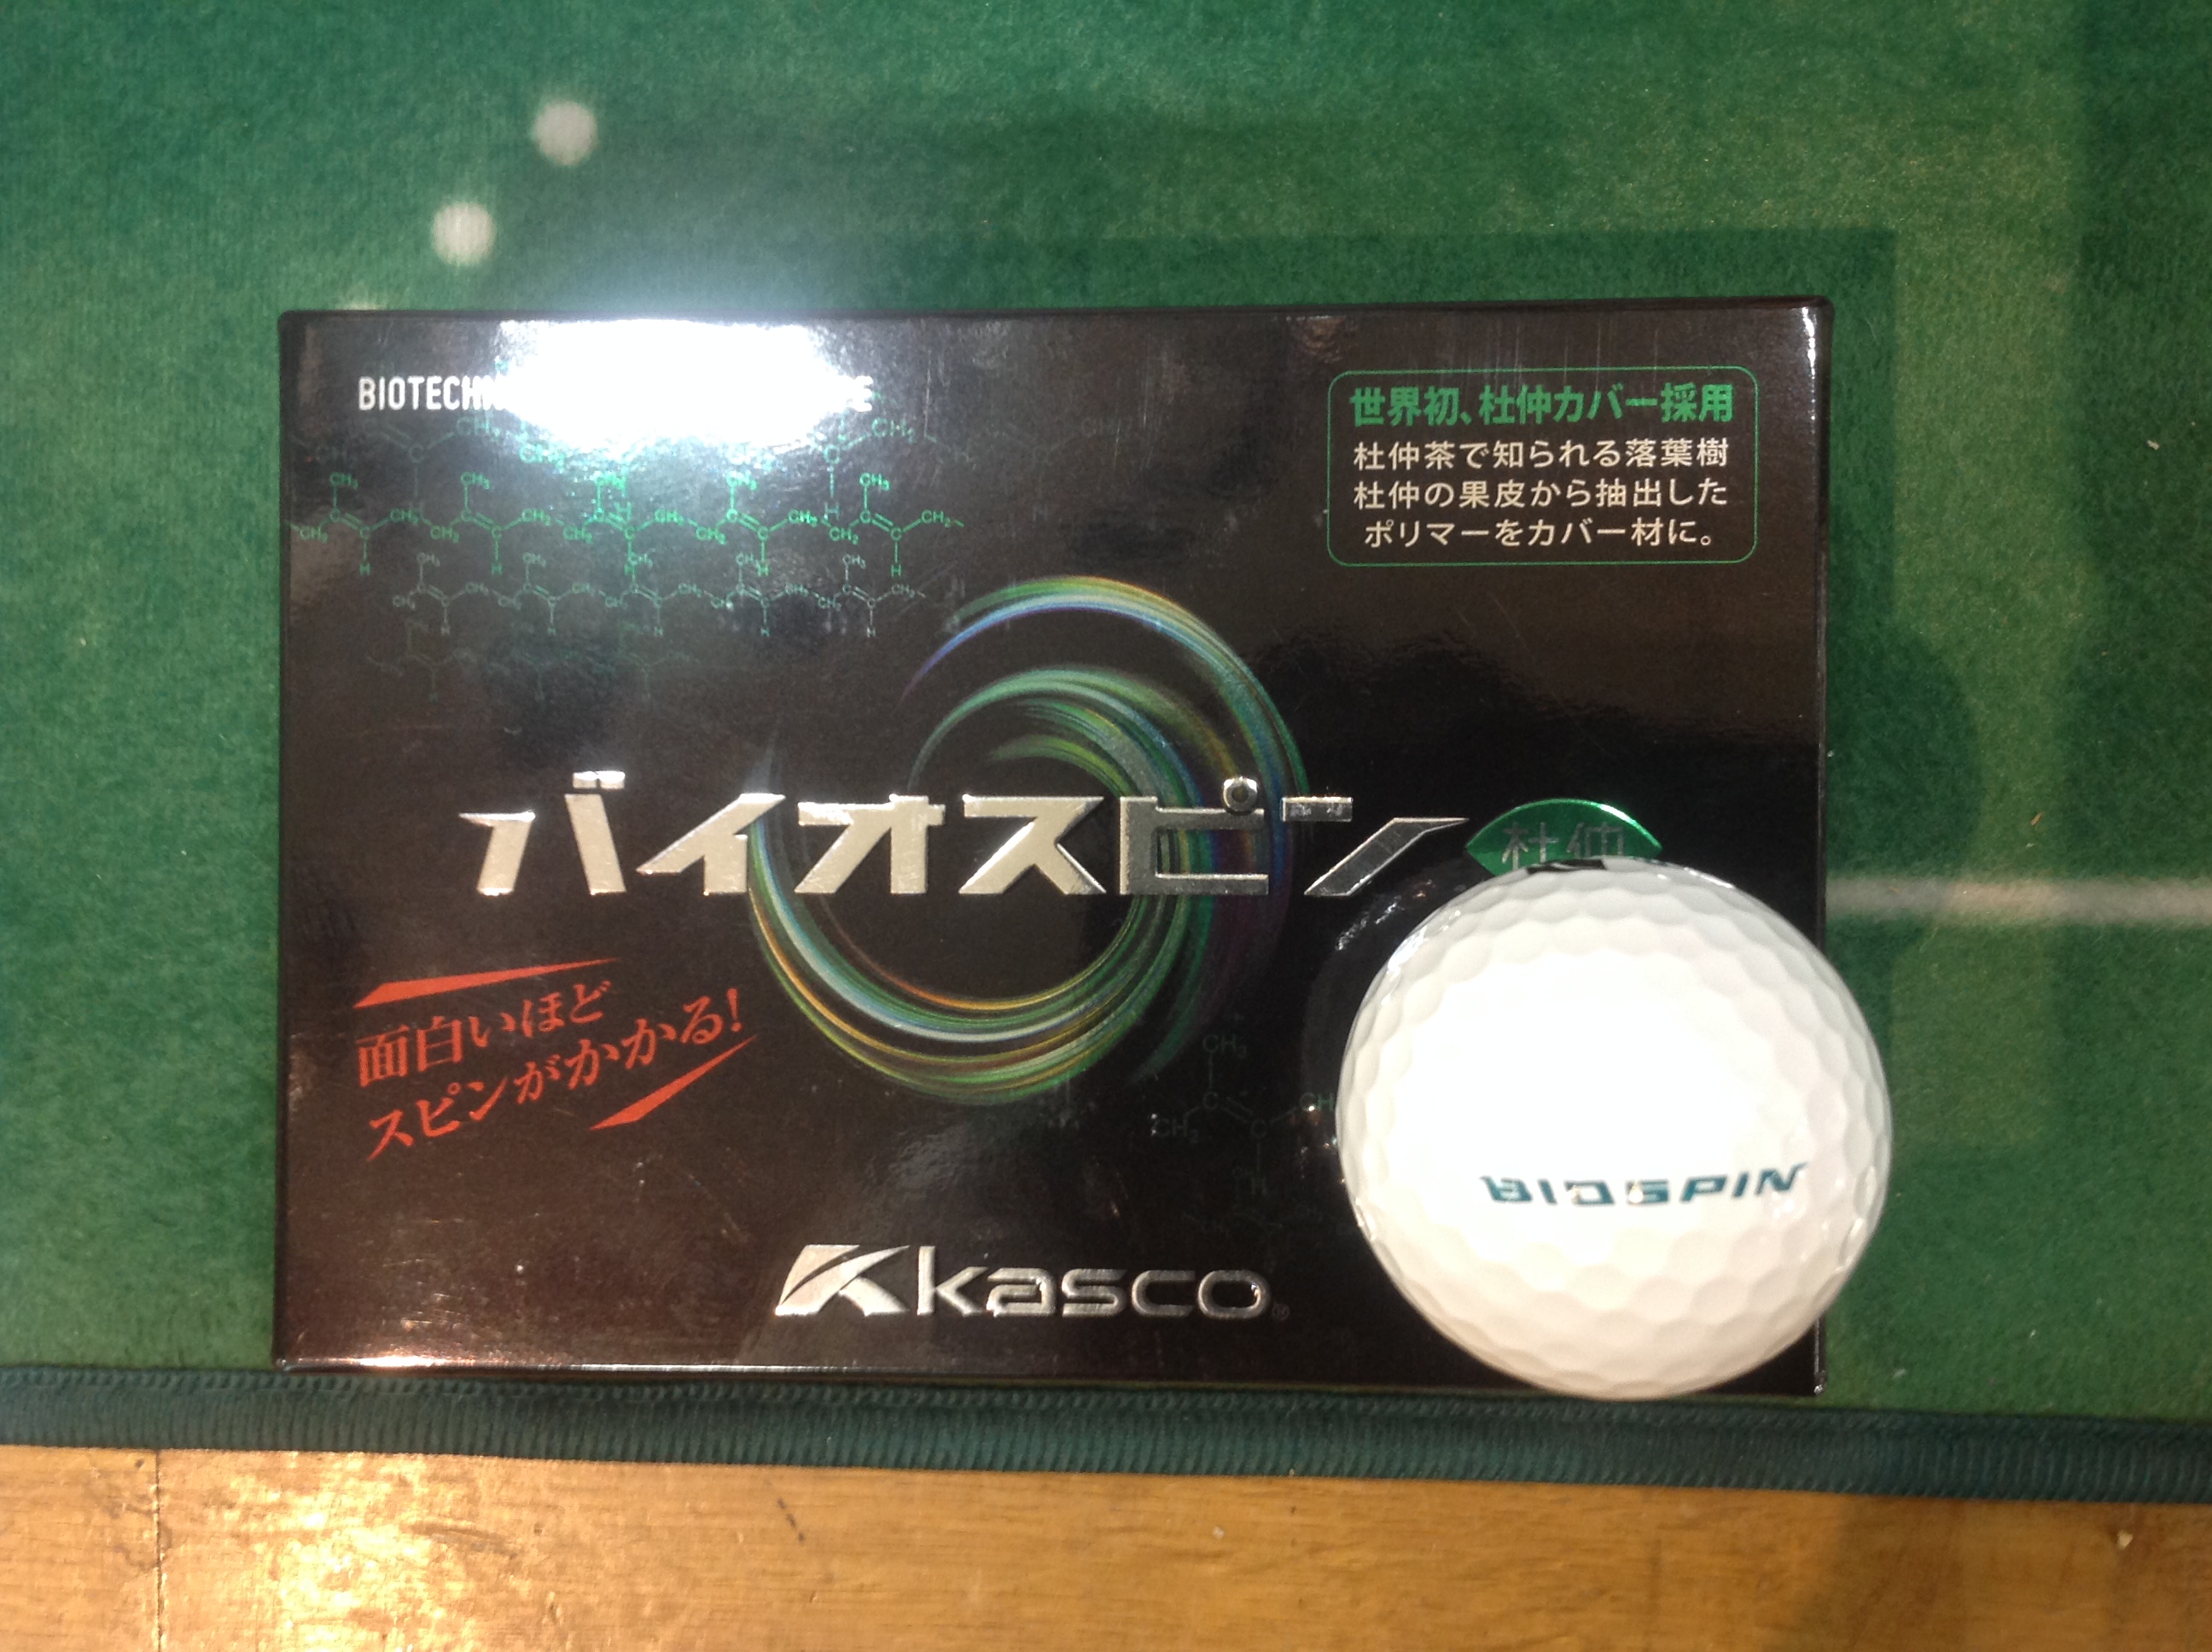 世界初、杜仲カバー採用
杜仲茶で知られる落葉樹
杜仲の果皮から抽出した
ポリマーをカバー材に。
バイオスピン
杜仲
面白いほど
スピンがかかる!
kasco
BIOSPIN